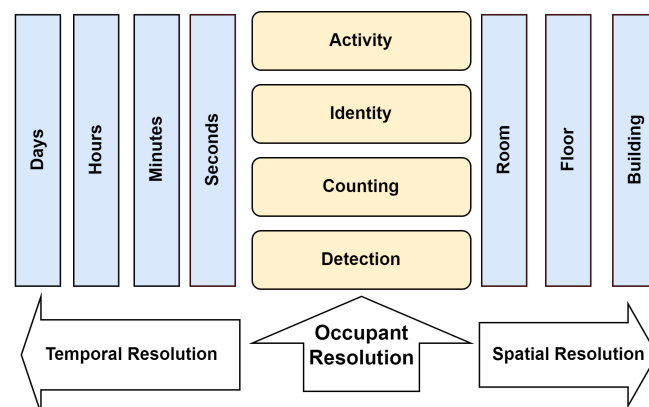 Days
Hours
Minutes
Seconds
Activity
Identity
Counting
Detection
Room
Floor
Building
Temporal Resolution
Occupant
Resolution
Spatial Resolution